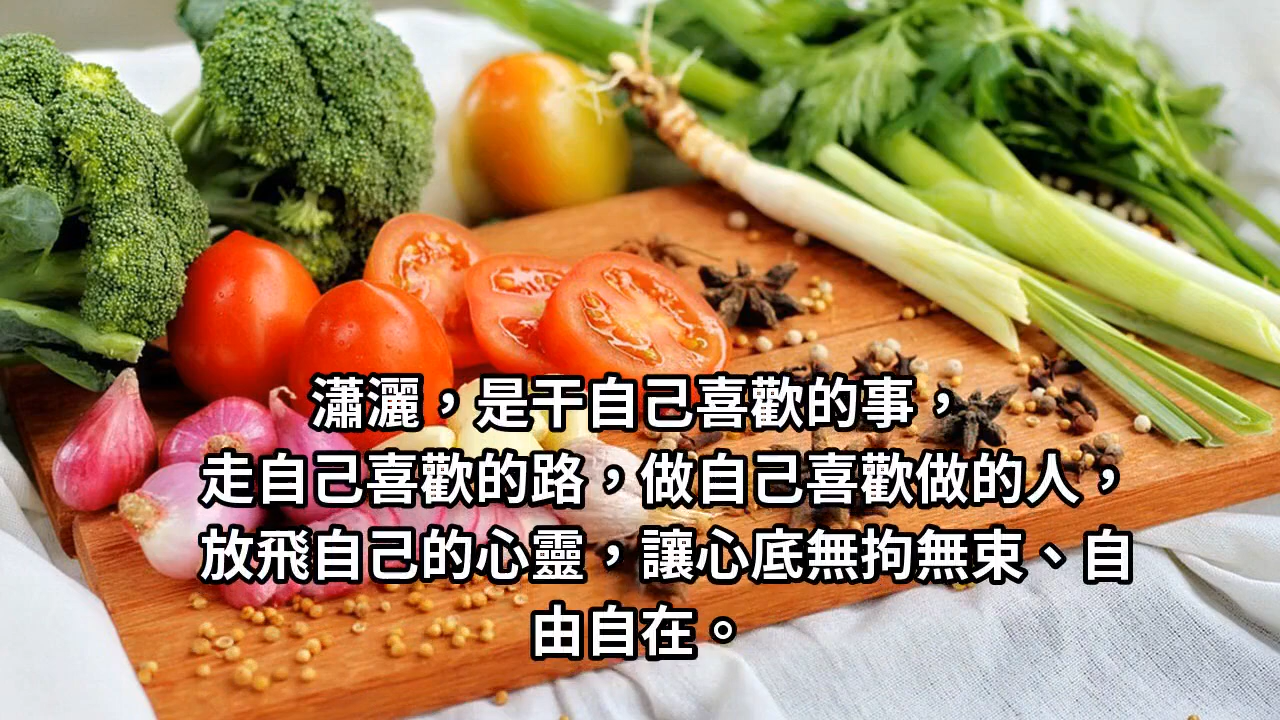 瀟灑，是干自己喜歡的事，
走自己喜歡的路，做自己喜歡做的人，
放飛自己的心靈，讓心底無拘無束、自
由自在。